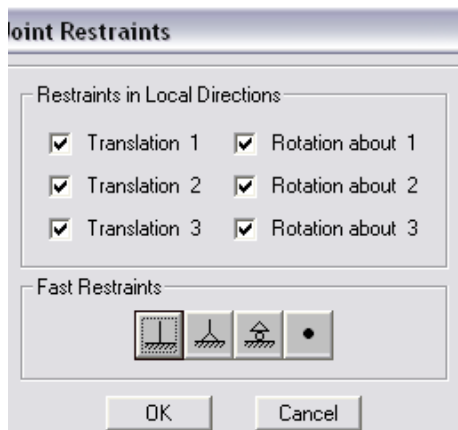 Joint Restraints
Restraints in Local Directions
Translation 1 Rotation about 1
Translation 2 Rotation about 2
Translation 3 Rotation about 3
Fast Restraints
OK Cancel